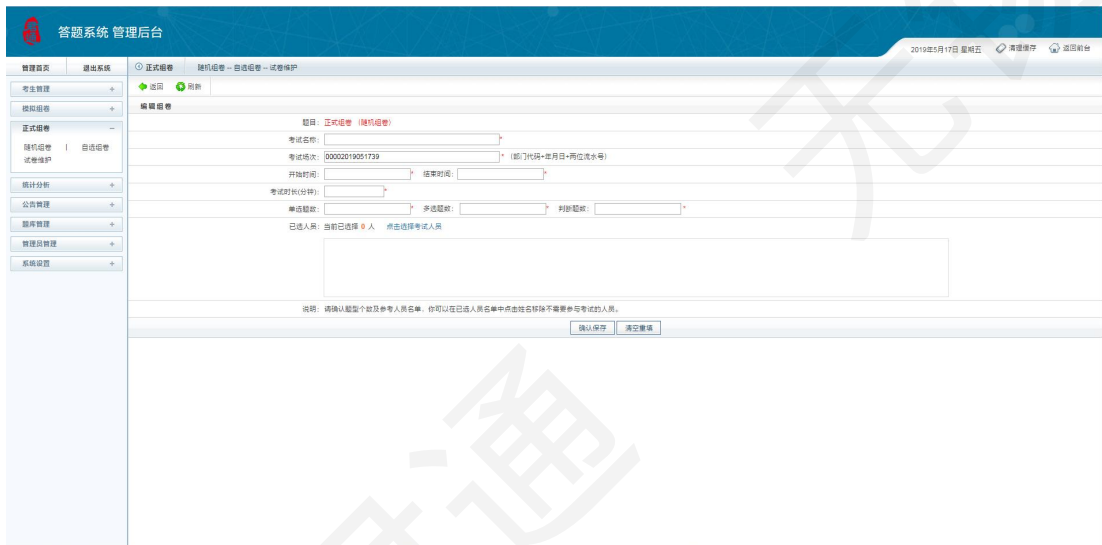 答题系统 管理后台
2019年5月17日 星期五 清理缓存 返回前台
管理首页 退出系统
正式组卷 随机组卷 -- 自选组卷 -- 试卷维护
考生管理 +
返回 刷新
模拟组卷 +
编辑组卷
正式组卷 −
题目: 正式组卷 (随机组卷)
随机组卷 | 自选组卷
考试名称: *
试卷维护
考试场次: 00002019051739 * (部门代码+年月日+两位流水号)
开始时间: * 结束时间: *
统计分析 +
考试时长(分钟): *
公告管理 +
单选题数: * 多选题数: * 判断题数: *
题库管理 +
已选人员: 当前已选择 0 人 点击选择考试人员
管理员管理 +
系统设置 +
说明: 请确认题型个数及参考人员名单,你可以在已选人员名单中点击姓名移除不需要参与考试的人员。
确认保存 清空重填
通